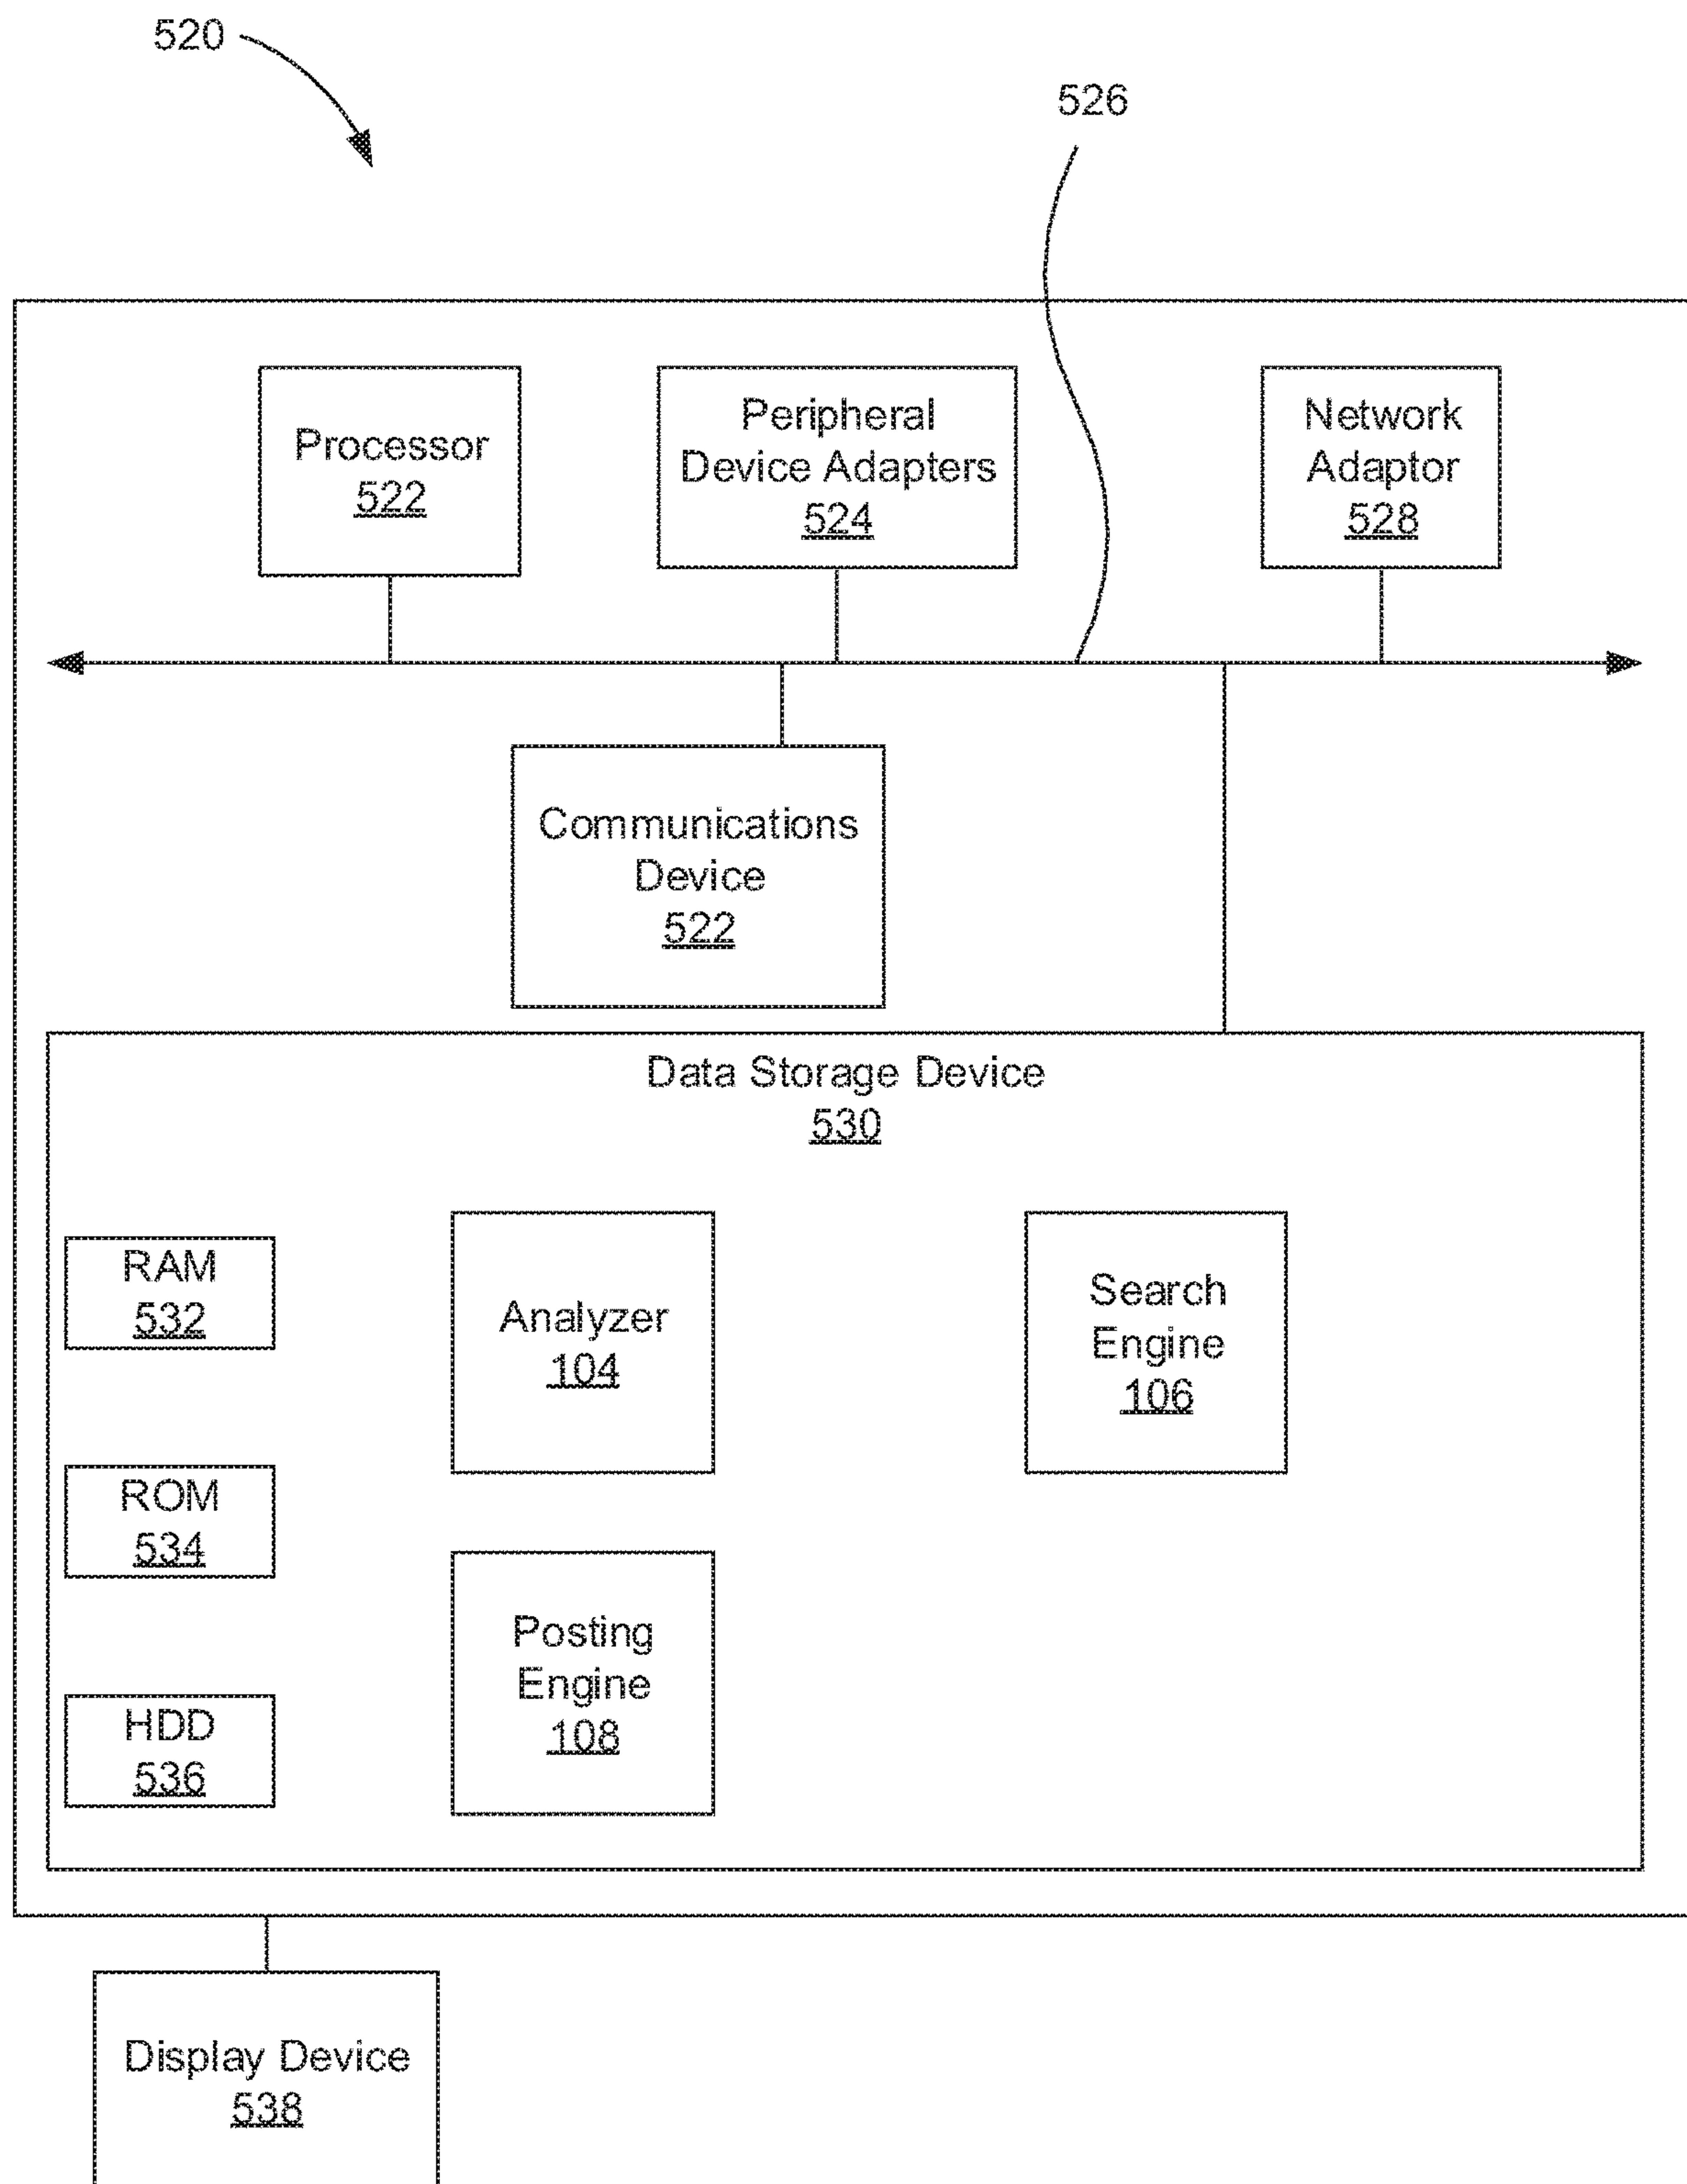 520
526
Processor
522
Peripheral
Device Adapters
524
Network
Adaptor
528
Communications
Device
522
Data Storage Device
530
RAM
532
Analyzer
104
Search
Engine
106
ROM
534
Posting
Engine
108
HDD
536
Display Device
538